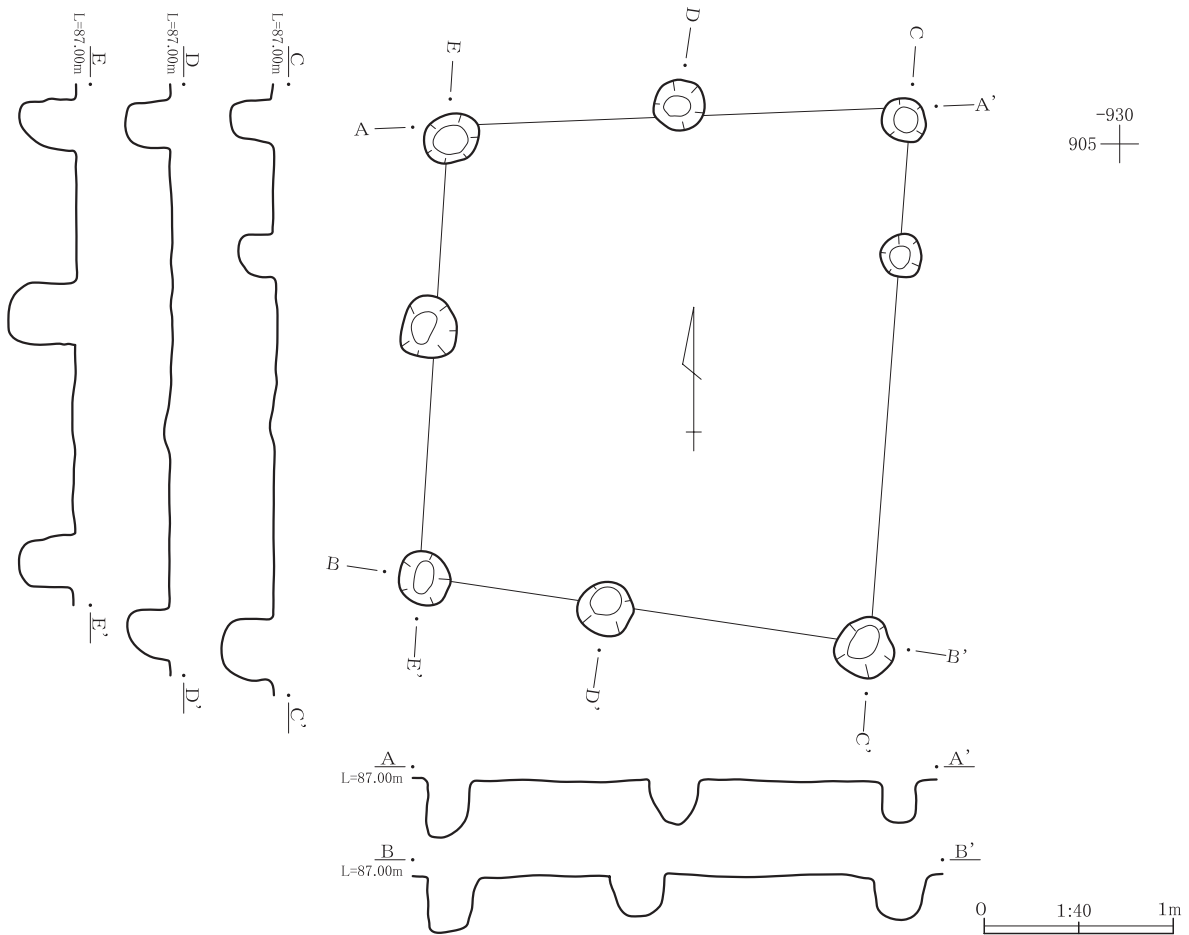 E
L=87.00m
D
L=87.00m
C
L=87.00m
E'
D'
C'
E
D
C
A
A'
-930
905
B
B'
E'
D'
C'
A
A'
L=87.00m
B
B'
L=87.00m
0 1:40 1m